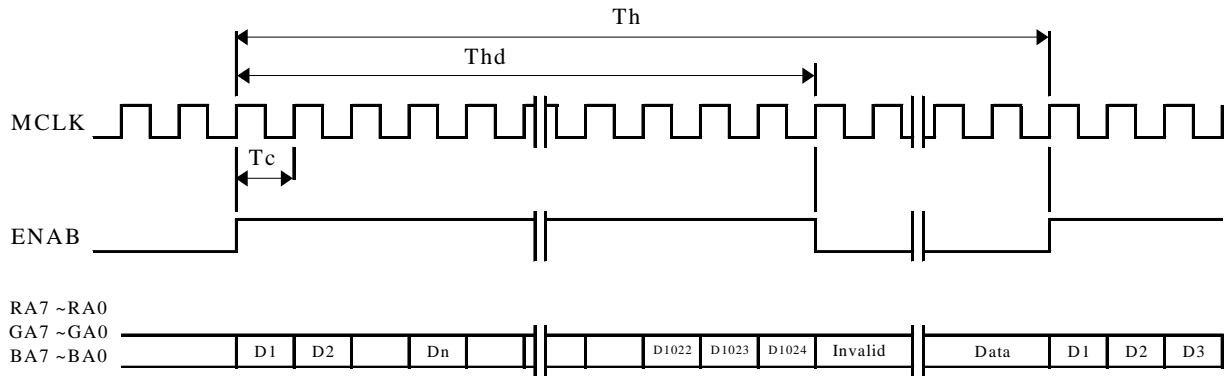 Th
Thd
MCLK
Tc
ENAB
RA7 ~RA0
GA7 ~GA0
BA7 ~BA0
D1 D2 Dn D1022 D1023 D1024 Invalid Data D1 D2 D3